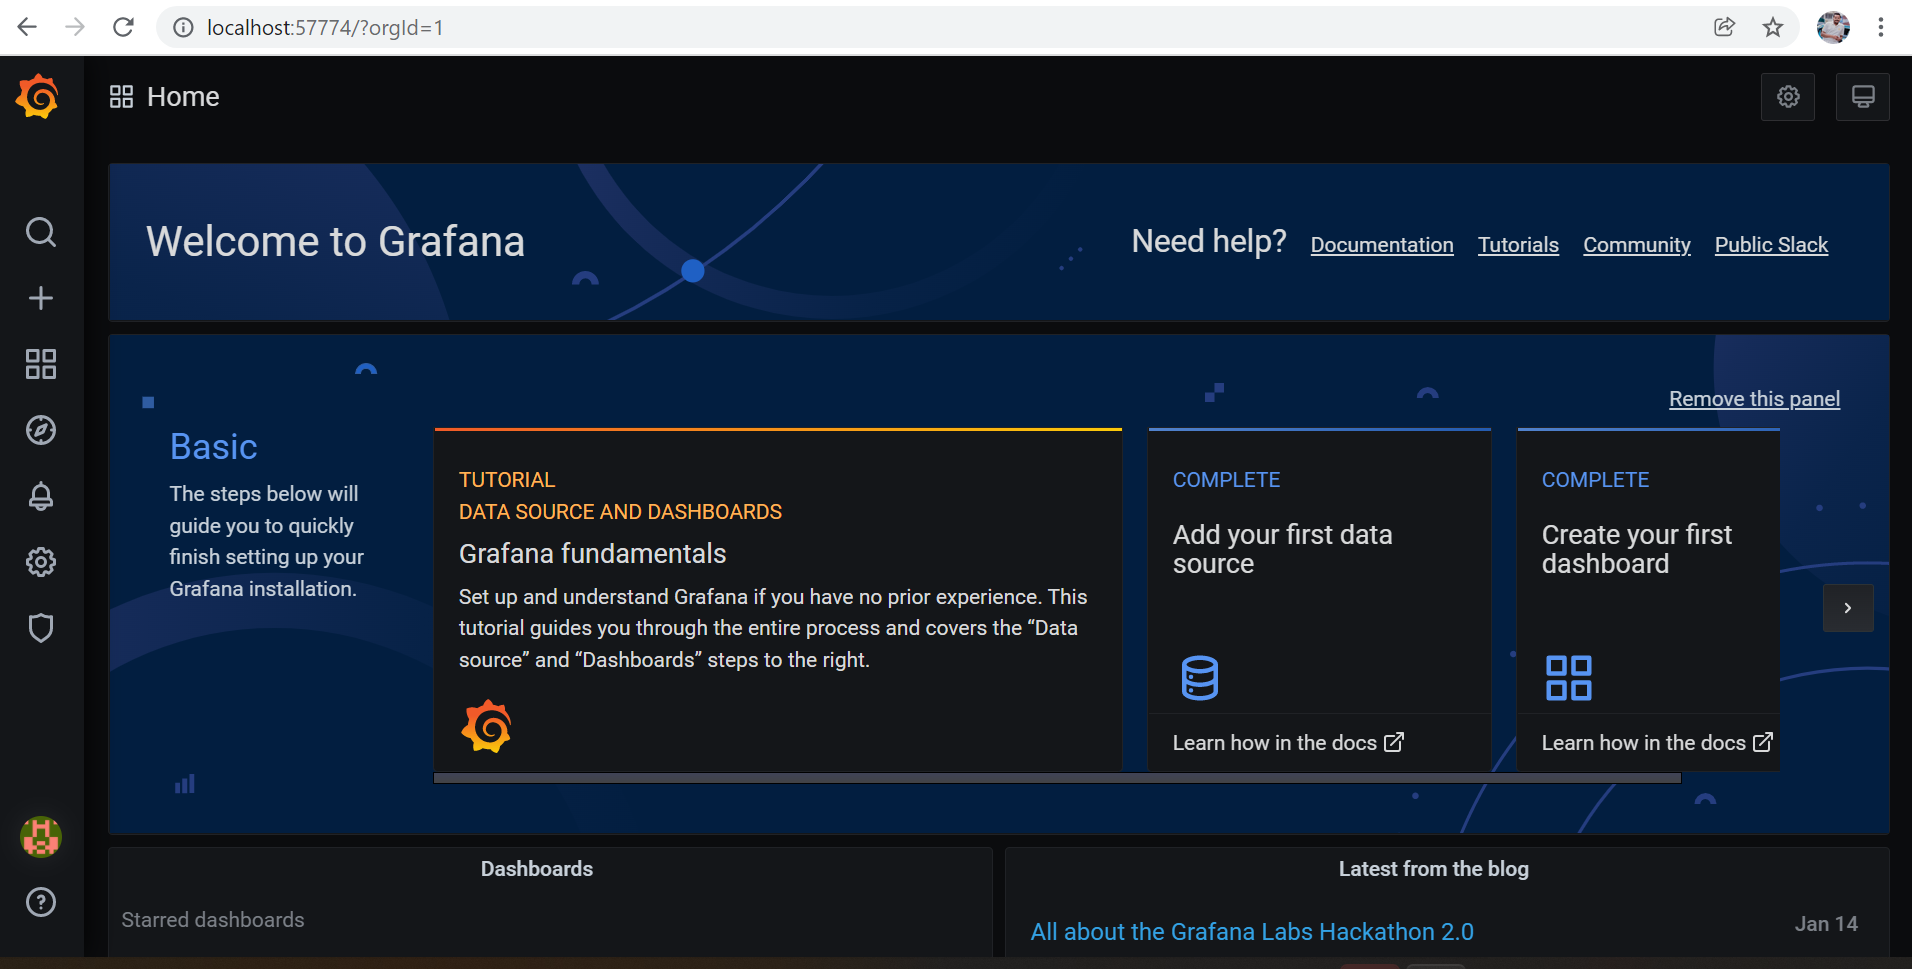 localhost:57774/?orgId=1
Home
Welcome to Grafana
Need help? Documentation Tutorials Community Public Slack
Remove this panel
Basic
The steps below will
guide you to quickly
finish setting up your
Grafana installation.
TUTORIAL
DATA SOURCE AND DASHBOARDS
Grafana fundamentals
Set up and understand Grafana if you have no prior experience. This
tutorial guides you through the entire process and covers the “Data
source” and “Dashboards” steps to the right.
COMPLETE
Add your first data
source
Learn how in the docs
COMPLETE
Create your first
dashboard
Learn how in the docs
Dashboards
Starred dashboards
Latest from the blog
All about the Grafana Labs Hackathon 2.0
Jan 14